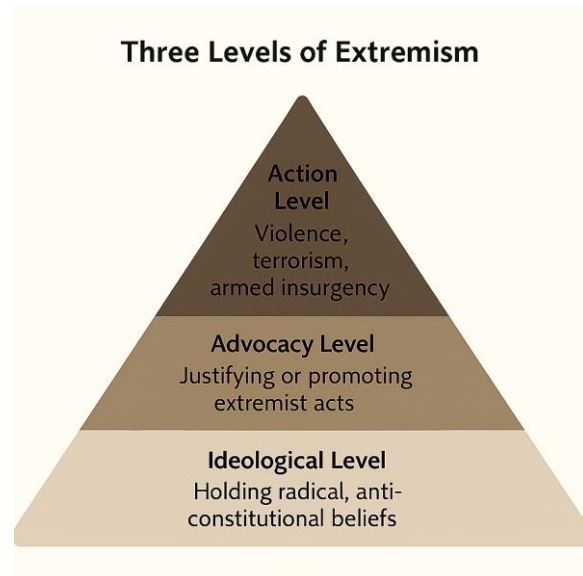 Three Levels of Extremism
Action
Level
Violence,
terrorism,
armed insurgency
Advocacy Level
Justifying or promoting
extremist acts
Ideological Level
Holding radical, anti-
constitutional beliefs